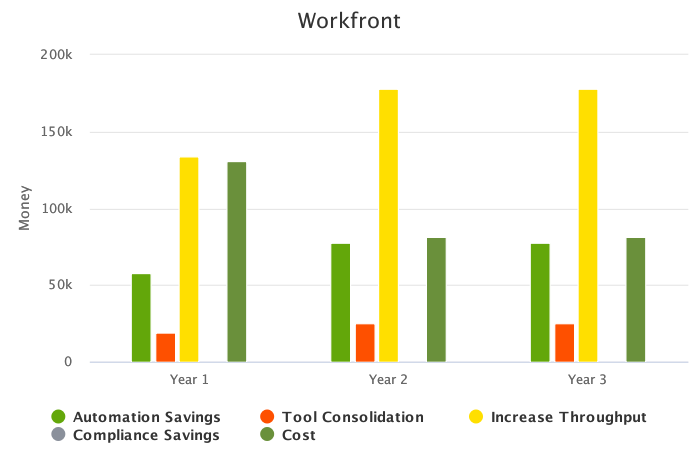 Workfront
200k
150k
100k
50k
0
Money
Year 1 Year 2 Year 3
Automation Savings Tool Consolidation Increase Throughput
Compliance Savings Cost